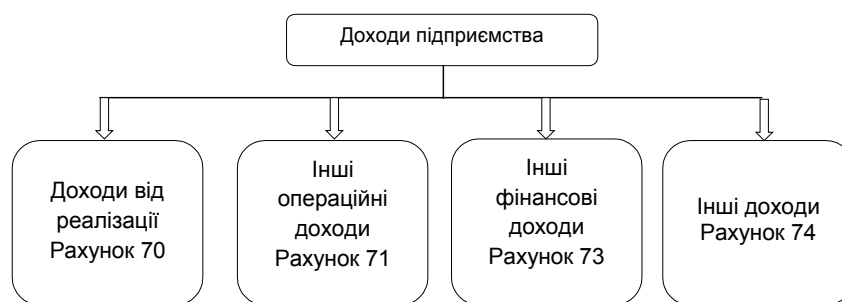 Доходи підприємства
Доходи від
реалізації
Рахунок 70
Інші
операційні
доходи
Рахунок 71
Інші
фінансові
доходи
Рахунок 73
Інші доходи
Рахунок 74